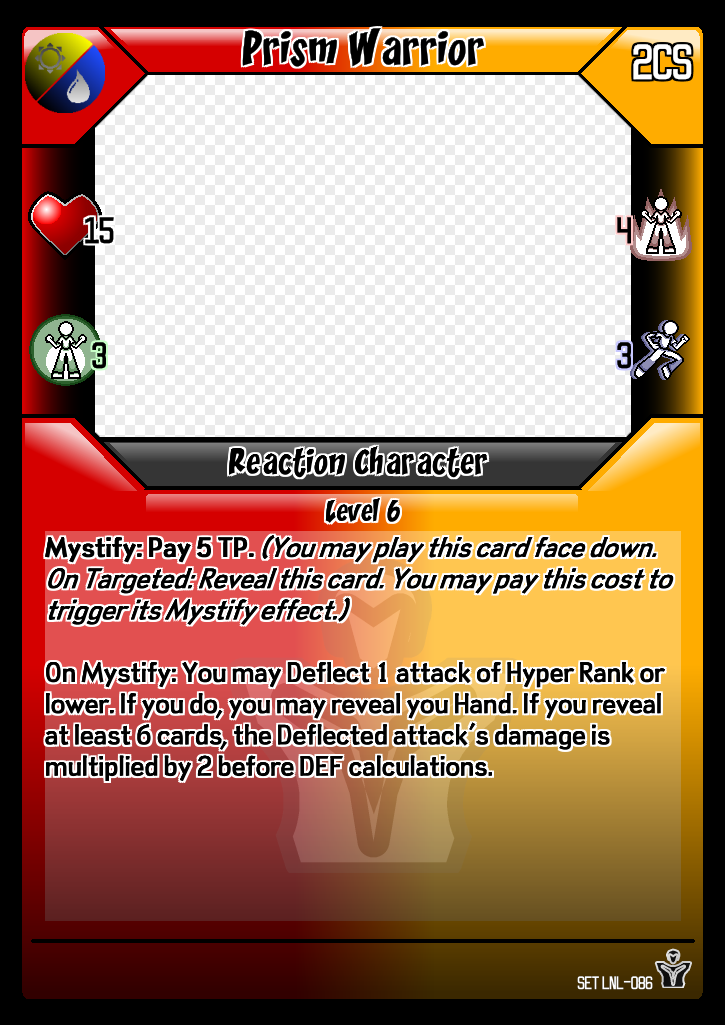 Prism Warrior
2CS
15
4
3
3
Reaction Character
Level 6
Mystify: Pay 5 TP. (You may play this card face down.
On Targeted: Reveal this card. You may pay this cost to
trigger its Mystify effect.)
On Mystify: You may Deflect 1 attack of Hyper Rank or
lower. If you do, you may reveal you Hand. If you reveal
at least 6 cards, the Deflected attack's damage is
multiplied by 2 before DEF calculations.
SET LNL-086